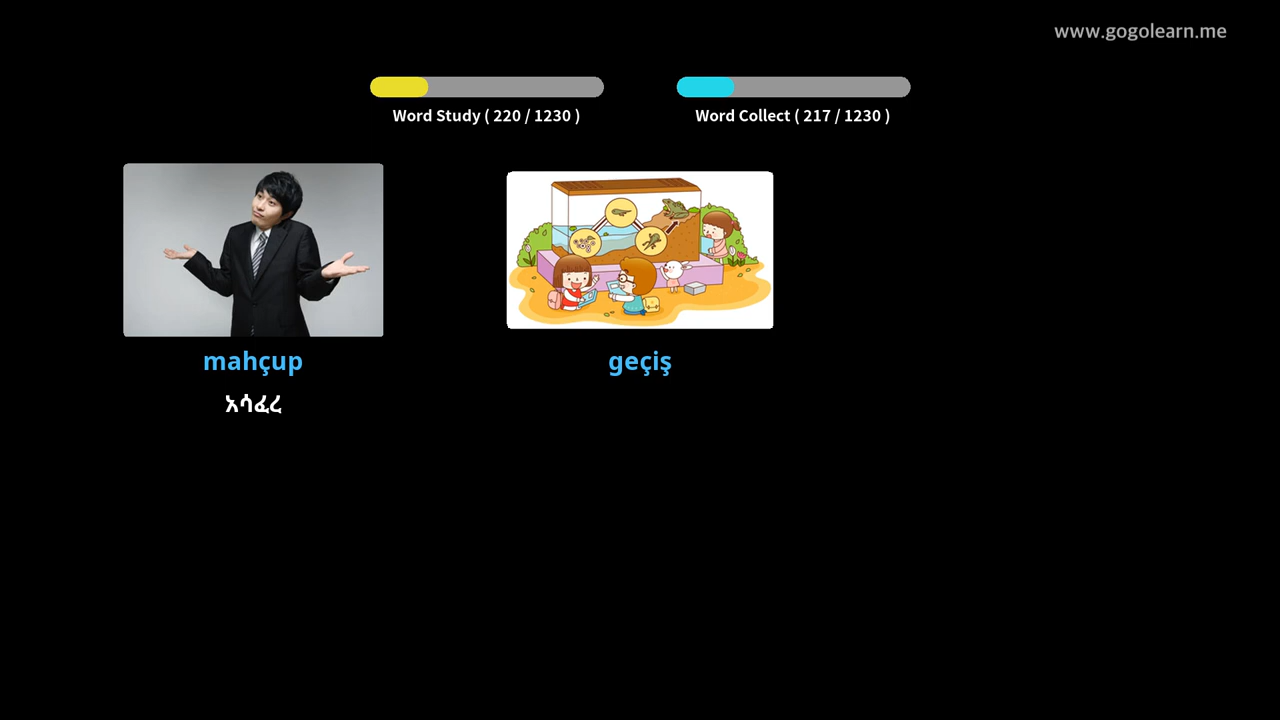 www.gogolearn.me
Word Study ( 220 / 1230 )
Word Collect ( 217 / 1230 )
mahçup
geçiş
አሳፈረ